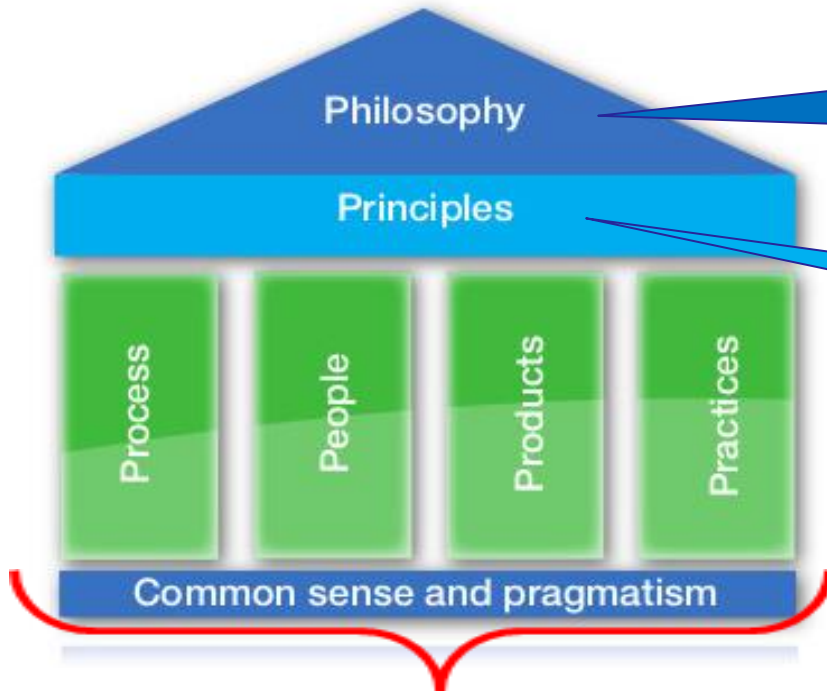 Philosophy
Principles
Process
People
Products
Practices
Common sense and pragmatism